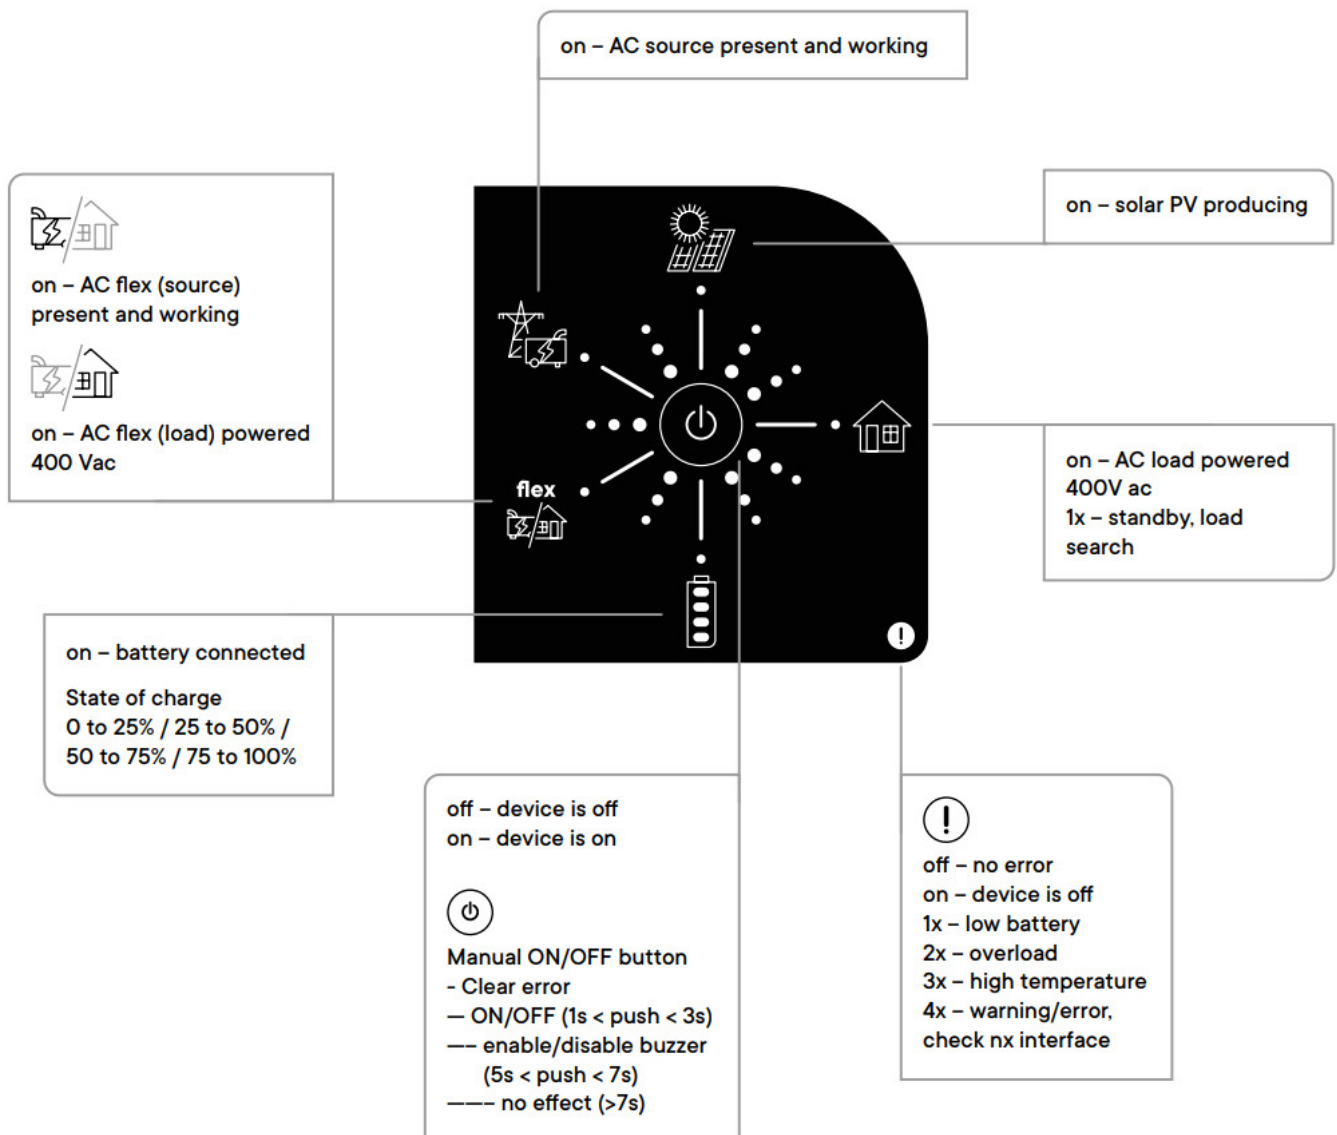 on – AC source present and working
on – solar PV producing
on – AC flex (source)
present and working
on – AC flex (load) powered
400 Vac
flex
on – AC load powered
400V ac
1x – standby, load
search
on – battery connected
State of charge
0 to 25% / 25 to 50% /
50 to 75% / 75 to 100%
off – device is off
on – device is on
Manual ON/OFF button
- Clear error
— ON/OFF (1s < push < 3s)
—– enable/disable buzzer
(5s < push < 7s)
——– no effect (>7s)
!
!
off – no error
on – device is off
1x – low battery
2x – overload
3x – high temperature
4x – warning/error,
check nx interface